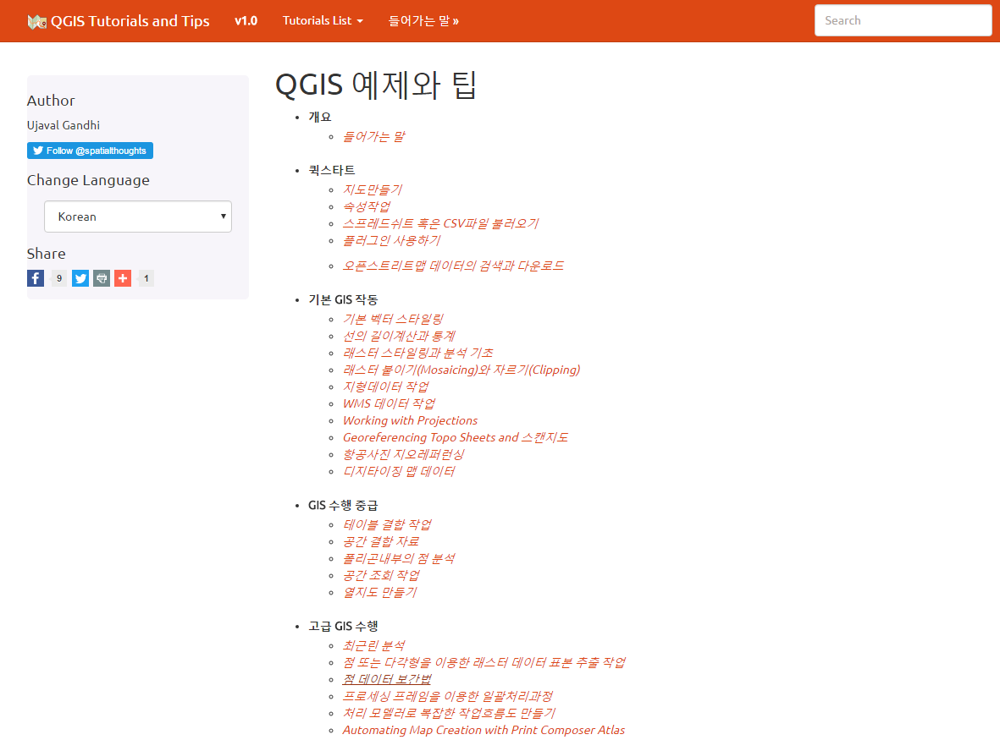 QGIS Tutorials and Tips v1.0 Tutorials List 들어가는 말 » Search
Author
Ujaval Gandhi
Follow @spatialthoughts
Change Language
Korean
Share
9 1
QGIS 예제와 팁
개요
들어가는 말
퀵스타트
지도만들기
속성작업
스프레드쉬트 혹은 CSV파일 불러오기
플러그인 사용하기
오픈스트리트맵 데이터의 검색과 다운로드
기본 GIS 작동
기본 벡터 스타일링
선의 길이계산과 통계
래스터 스타일링과 분석 기초
래스터 붙이기(Mosaicing)와 자르기(Clipping)
지형데이터 작업
WMS 데이터 작업
Working with Projections
Georeferencing Topo Sheets and 스캔지도
항공사진 지오레퍼런싱
디지타이징 맵 데이터
GIS 수행 중급
테이블 결합 작업
공간 결합 자료
폴리곤내부의 점 분석
공간 조회 작업
열지도 만들기
고급 GIS 수행
최근린 분석
점 또는 다각형을 이용한 래스터 데이터 표본 추출 작업
점 데이터 보간법
프로세싱 프레임을 이용한 일괄처리과정
처리 모델러로 복잡한 작업흐름도 만들기
Automating Map Creation with Print Composer Atlas